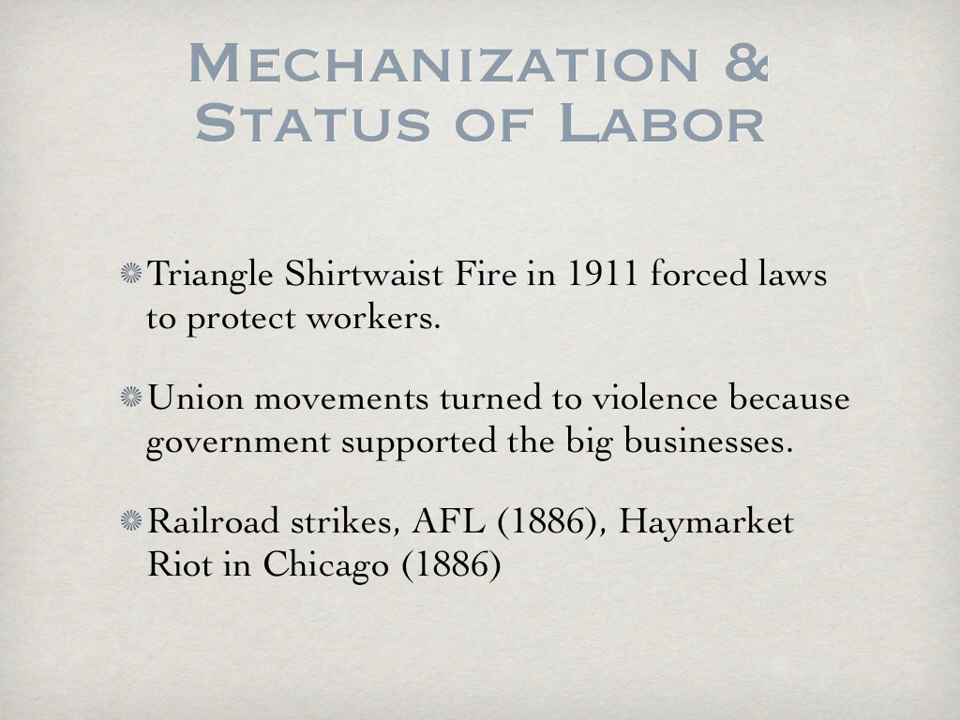 Mechanization &
Status of Labor
Triangle Shirtwaist Fire in 1911 forced laws
to protect workers.
Union movements turned to violence because
government supported the big businesses.
Railroad strikes, AFL (1886), Haymarket
Riot in Chicago (1886)